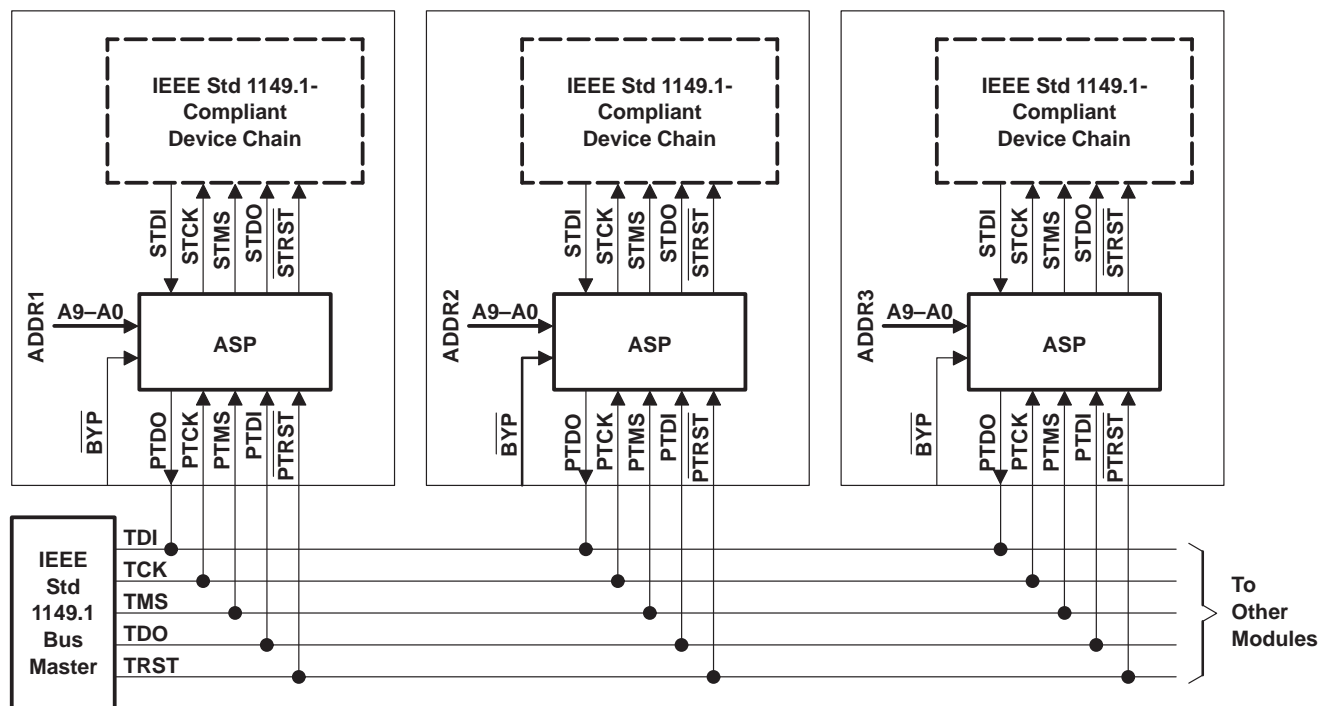 IEEE Std 1149.1-
Compliant
Device Chain
STDI
STCK
STMS
STDO
STRST
ADDR1
A9–A0
ASP
BYP
PTDO
PTCK
PTMS
PTDI
PTRST
IEEE Std 1149.1-
Compliant
Device Chain
STDI
STCK
STMS
STDO
STRST
ADDR2
A9–A0
ASP
BYP
PTDO
PTCK
PTMS
PTDI
PTRST
IEEE Std 1149.1-
Compliant
Device Chain
STDI
STCK
STMS
STDO
STRST
ADDR3
A9–A0
ASP
BYP
PTDO
PTCK
PTMS
PTDI
PTRST
IEEE
Std
1149.1
Bus
Master
TDI
TCK
TMS
TDO
TRST
To
Other
Modules